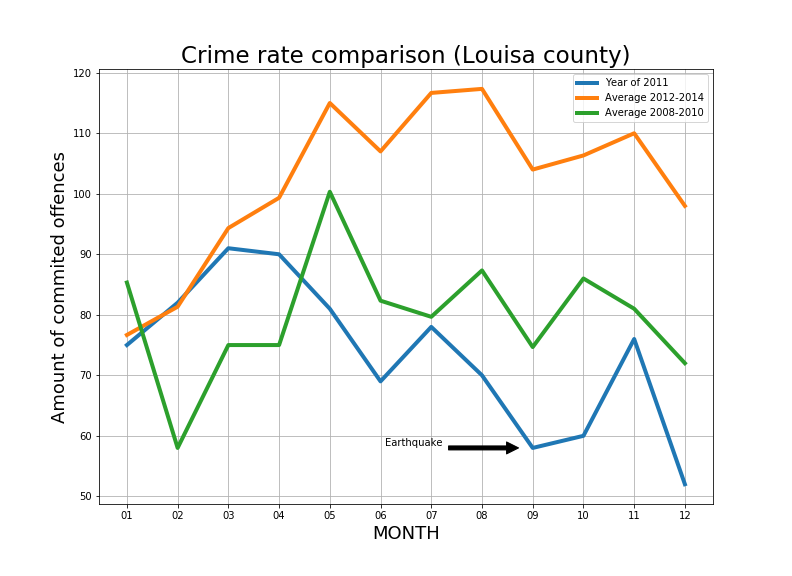 Crime rate comparison (Louisa county)
Year of 2011
Average 2012-2014
Average 2008-2010
Amount of commited offences
120
110
100
90
80
70
60
50
Earthquake
01 02 03 04 05 06 07 08 09 10 11 12
MONTH